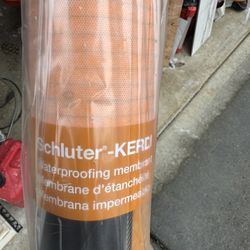 Schluter®-KERDI
Waterproofing membrane
Membrane d'étanchéité
Membrana impermeable